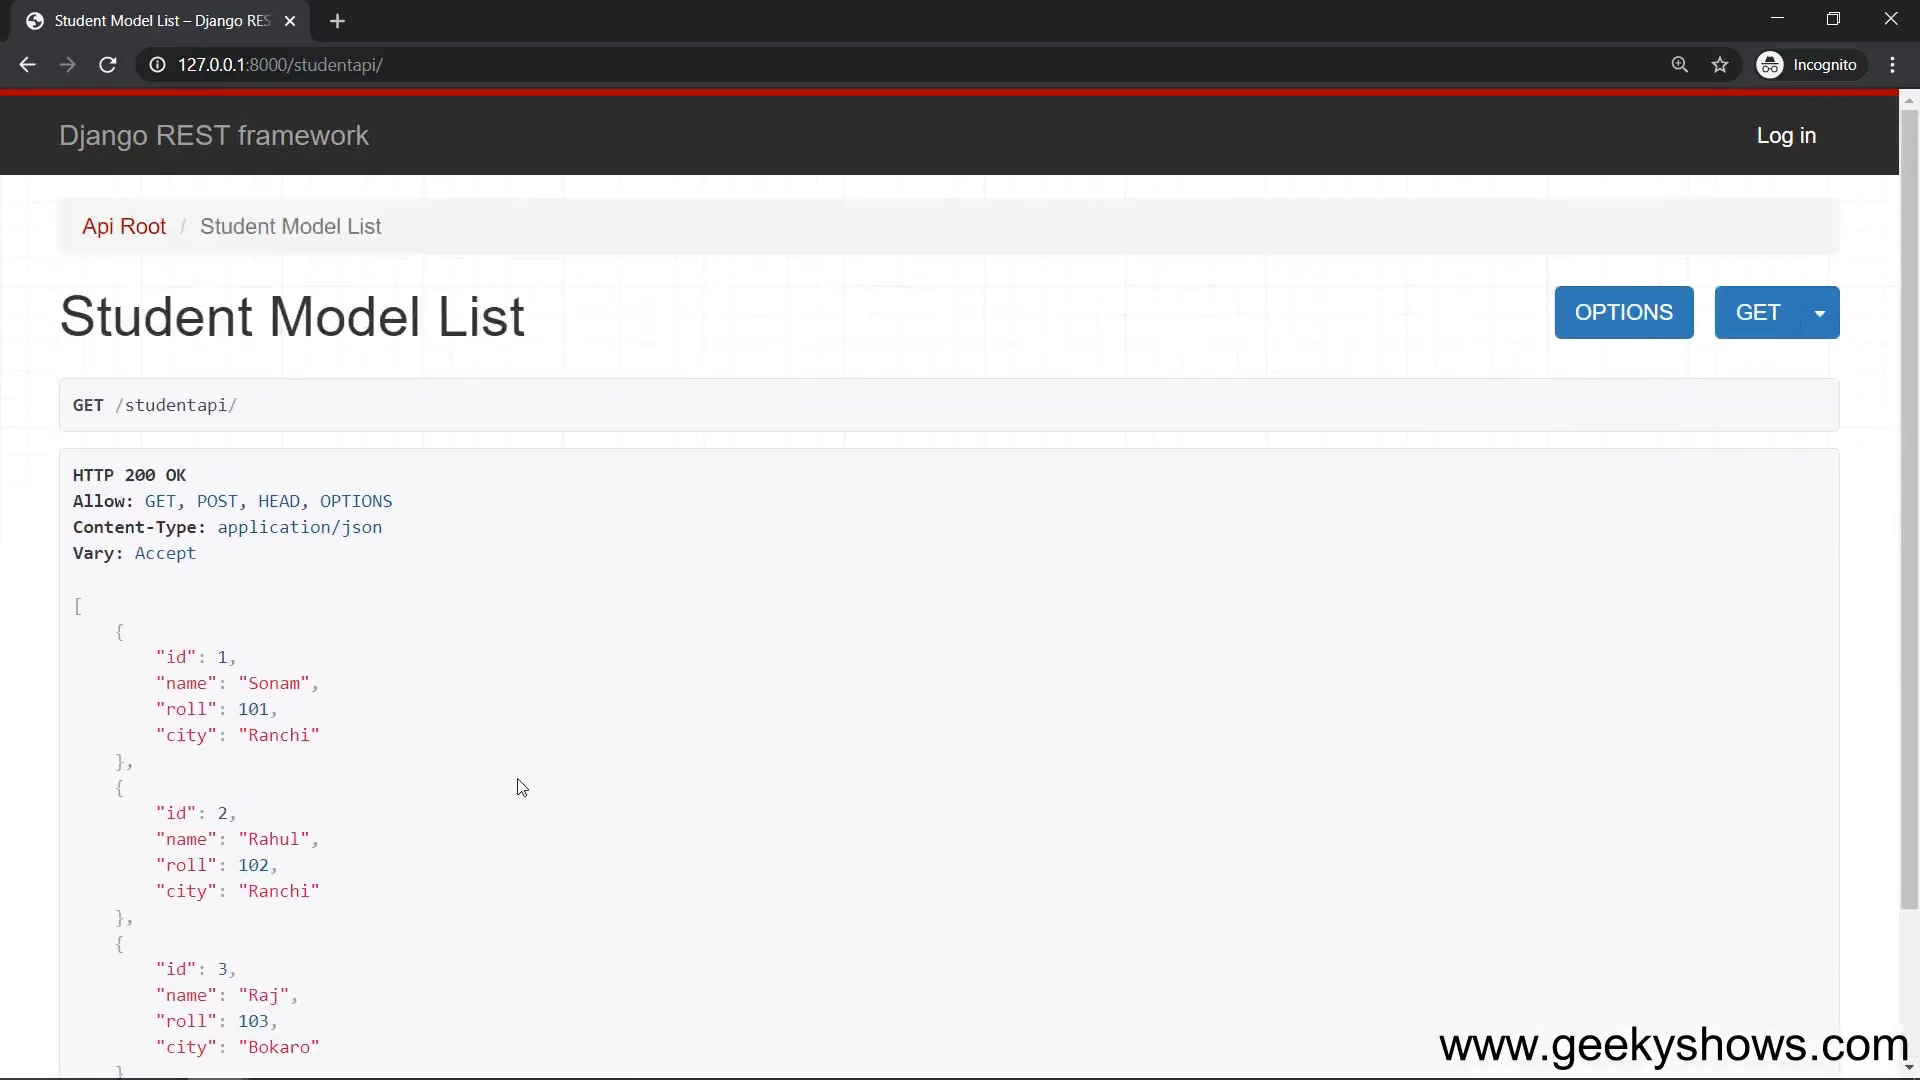 Student Model List – Django RES
127.0.0.1:8000/studentapi/
Incognito
Django REST framework
Log in
Api Root / Student Model List
Student Model List
OPTIONS
GET
GET /studentapi/
HTTP 200 OK
Allow: GET, POST, HEAD, OPTIONS
Content-Type: application/json
Vary: Accept
[
    {
        "id": 1,
        "name": "Sonam",
        "roll": 101,
        "city": "Ranchi"
    },
    {
        "id": 2,
        "name": "Rahul",
        "roll": 102,
        "city": "Ranchi"
    },
    {
        "id": 3,
        "name": "Raj",
        "roll": 103,
        "city": "Bokaro"
    }
www.geekyshows.com